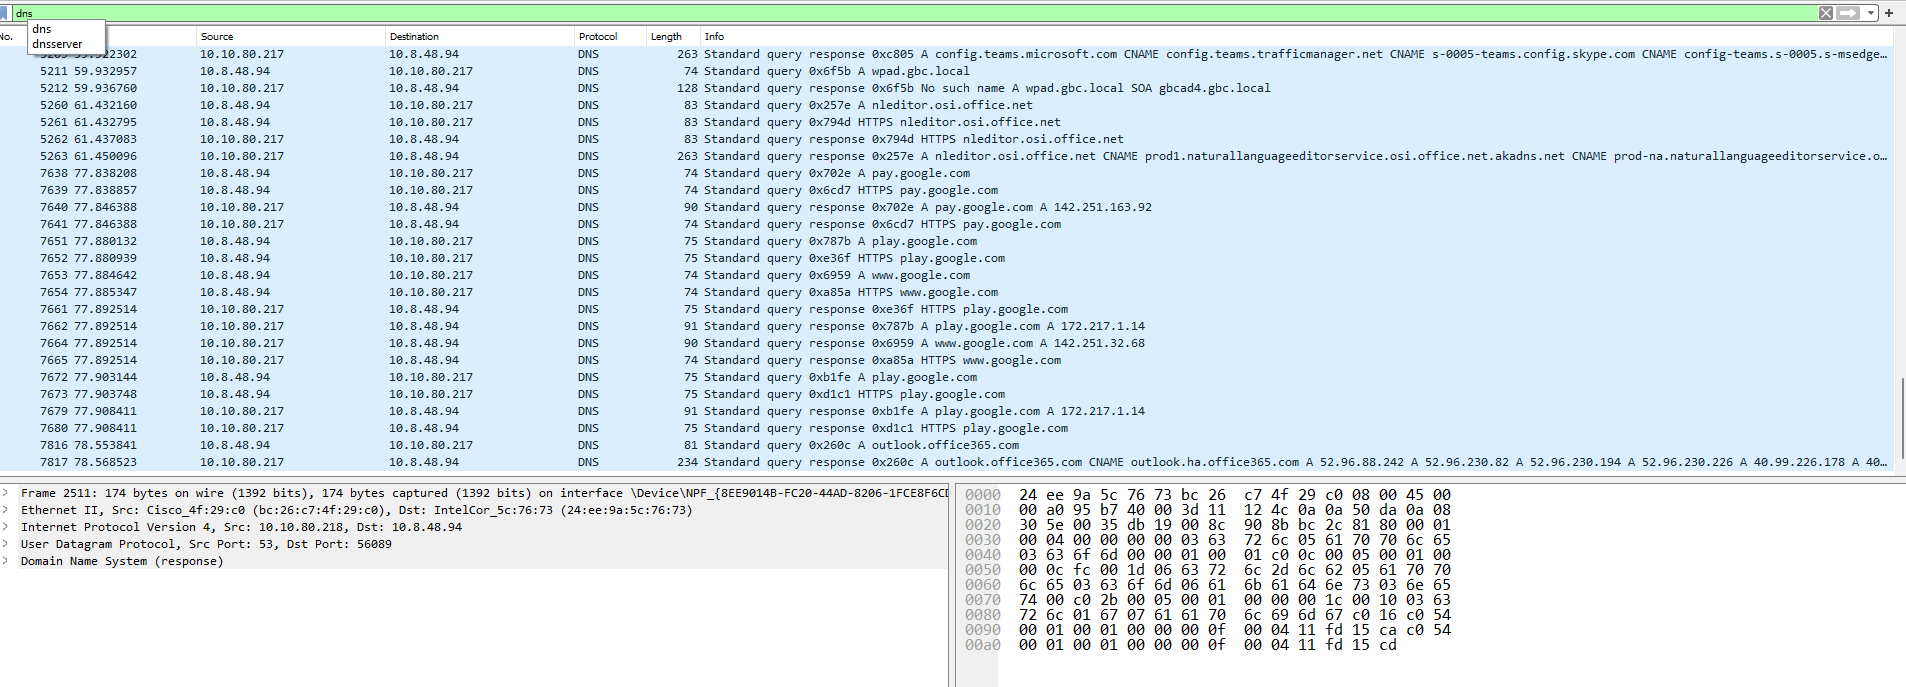 dns
dns
dnsserver
No. Source Destination Protocol Length Info
5209 59.922302 10.10.80.217 10.8.48.94 DNS 263 Standard query response 0xc805 A config.teams.microsoft.com CNAME config.teams.trafficmanager.net CNAME s-0005-teams.config.skype.com CNAME config-teams.s-0005.s-msedge…
5211 59.932957 10.8.48.94 10.10.80.217 DNS 74 Standard query 0x6f5b A wpad.gbc.local
5212 59.936760 10.10.80.217 10.8.48.94 DNS 128 Standard query response 0x6f5b No such name A wpad.gbc.local SOA gbcad4.gbc.local
5260 61.432160 10.8.48.94 10.10.80.217 DNS 83 Standard query 0x257e A nleditor.osi.office.net
5261 61.432795 10.8.48.94 10.10.80.217 DNS 83 Standard query 0x794d HTTPS nleditor.osi.office.net
5262 61.437083 10.10.80.217 10.8.48.94 DNS 83 Standard query response 0x794d HTTPS nleditor.osi.office.net
5263 61.450096 10.10.80.217 10.8.48.94 DNS 263 Standard query response 0x257e A nleditor.osi.office.net CNAME prod1.naturallanguageeditorservice.osi.office.net.akadns.net CNAME prod-na.naturallanguageeditorservice.o…
7638 77.838208 10.8.48.94 10.10.80.217 DNS 74 Standard query 0x702e A pay.google.com
7639 77.838857 10.8.48.94 10.10.80.217 DNS 74 Standard query 0x6cd7 HTTPS pay.google.com
7640 77.846388 10.10.80.217 10.8.48.94 DNS 90 Standard query response 0x702e A pay.google.com A 142.251.163.92
7641 77.846388 10.10.80.217 10.8.48.94 DNS 74 Standard query response 0x6cd7 HTTPS pay.google.com
7651 77.880132 10.8.48.94 10.10.80.217 DNS 75 Standard query 0x787b A play.google.com
7652 77.880939 10.8.48.94 10.10.80.217 DNS 75 Standard query 0xe36f HTTPS play.google.com
7653 77.884642 10.8.48.94 10.10.80.217 DNS 74 Standard query 0x6959 A www.google.com
7654 77.885347 10.8.48.94 10.10.80.217 DNS 74 Standard query 0xa85a HTTPS www.google.com
7661 77.892514 10.10.80.217 10.8.48.94 DNS 75 Standard query response 0xe36f HTTPS play.google.com
7662 77.892514 10.10.80.217 10.8.48.94 DNS 91 Standard query response 0x787b A play.google.com A 172.217.1.14
7664 77.892514 10.10.80.217 10.8.48.94 DNS 90 Standard query response 0x6959 A www.google.com A 142.251.32.68
7665 77.892514 10.10.80.217 10.8.48.94 DNS 74 Standard query response 0xa85a HTTPS www.google.com
7672 77.903144 10.8.48.94 10.10.80.217 DNS 75 Standard query 0xb1fe A play.google.com
7673 77.903748 10.8.48.94 10.10.80.217 DNS 75 Standard query 0xd1c1 HTTPS play.google.com
7679 77.908411 10.10.80.217 10.8.48.94 DNS 91 Standard query response 0xb1fe A play.google.com A 172.217.1.14
7680 77.908411 10.10.80.217 10.8.48.94 DNS 75 Standard query response 0xd1c1 HTTPS play.google.com
7816 78.553841 10.8.48.94 10.10.80.217 DNS 81 Standard query 0x260c A outlook.office365.com
7817 78.568523 10.10.80.217 10.8.48.94 DNS 234 Standard query response 0x260c A outlook.office365.com CNAME outlook.ha.office365.com A 52.96.88.242 A 52.96.230.82 A 52.96.230.194 A 52.96.230.226 A 40.99.226.178 A 40…
Frame 2511: 174 bytes on wire (1392 bits), 174 bytes captured (1392 bits) on interface \Device\NPF_{8EE9014B-FC20-44AD-8206-1FCE8F6CD
Ethernet II, Src: Cisco_4f:29:c0 (bc:26:c7:4f:29:c0), Dst: IntelCor_5c:76:73 (24:ee:9a:5c:76:73)
Internet Protocol Version 4, Src: 10.10.80.218, Dst: 10.8.48.94
User Datagram Protocol, Src Port: 53, Dst Port: 56089
Domain Name System (response)
0000 24 ee 9a 5c 76 73 bc 26 c7 4f 29 c0 08 00 45 00
0010 00 a0 95 b7 40 00 3d 11 12 4c 0a 0a 50 da 0a 08
0020 30 5e 00 35 db 19 00 8c 90 8b bc 2c 81 80 00 01
0030 00 04 00 00 00 00 03 63 72 6c 05 61 70 70 6c 65
0040 03 63 6f 6d 00 00 01 00 01 c0 0c 00 05 00 01 00
0050 00 0c fc 00 1d 06 63 72 6c 2d 6c 62 05 61 70 70
0060 6c 65 03 63 6f 6d 06 61 6b 61 64 6e 73 03 6e 65
0070 74 00 c0 2b 00 05 00 01 00 00 00 1c 00 10 03 63
0080 72 6c 01 67 07 61 61 70 6c 69 6d 67 c0 16 c0 54
0090 00 01 00 01 00 00 00 0f 00 04 11 fd 15 ca c0 54
00a0 00 01 00 01 00 00 00 0f 00 04 11 fd 15 cd